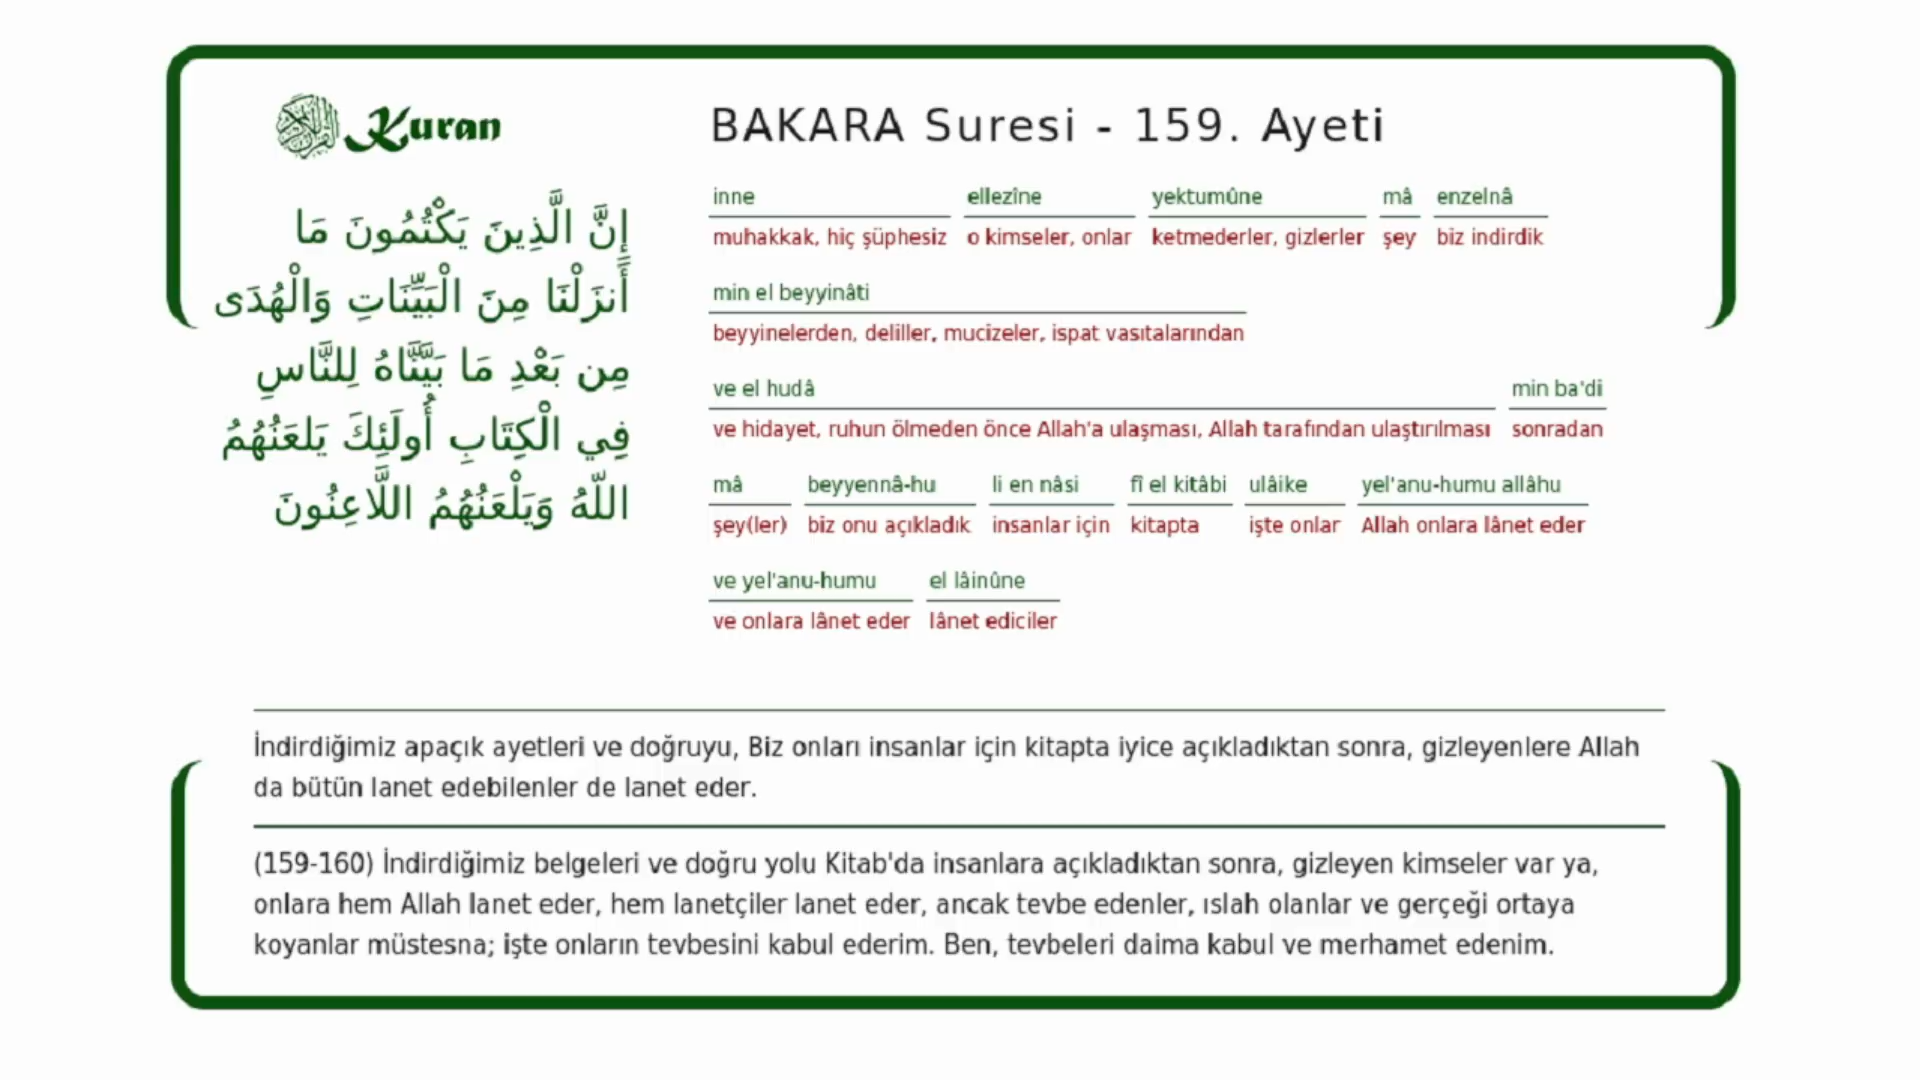 Kuran
BAKARA Suresi - 159. Ayeti
إِنَّ الَّذِينَ يَكْتُمُونَ مَا
أَنزَلْنَا مِنَ الْبَيِّنَاتِ وَالْهُدَى
مِن بَعْدِ مَا بَيَّنَّاهُ لِلنَّاسِ
فِي الْكِتَابِ أُولَئِكَ يَلعَنُهُمُ
اللّهُ وَيَلْعَنُهُمُ اللَّاعِنُونَ
inne ellezîne yektumûne mâ enzelnâ
muhakkak, hiç şüphesiz o kimseler, onlar ketmederler, gizlerler şey biz indirdik
min el beyyinâti
beyyinelerden, deliller, mucizeler, ispat vasıtalarından
ve el hudâ min ba'di
ve hidayet, ruhun ölmeden önce Allah'a ulaşması, Allah tarafından ulaştırılması sonradan
mâ beyyennâ-hu li en nâsi fî el kitâbi ulâike yel'anu-humu allâhu
şey(ler) biz onu açıkladık insanlar için kitapta işte onlar Allah onlara lânet eder
ve yel'anu-humu el lâinûne
ve onlara lânet eder lânet ediciler
İndirdiğimiz apaçık ayetleri ve doğruyu, Biz onları insanlar için kitapta iyice açıkladıktan sonra, gizleyenlere Allah
da bütün lanet edebilenler de lanet eder.
(159-160) İndirdiğimiz belgeleri ve doğru yolu Kitab'da insanlara açıkladıktan sonra, gizleyen kimseler var ya,
onlara hem Allah lanet eder, hem lanetçiler lanet eder, ancak tevbe edenler, ıslah olanlar ve gerçeği ortaya
koyanlar müstesna; işte onların tevbesini kabul ederim. Ben, tevbeleri daima kabul ve merhamet edenim.